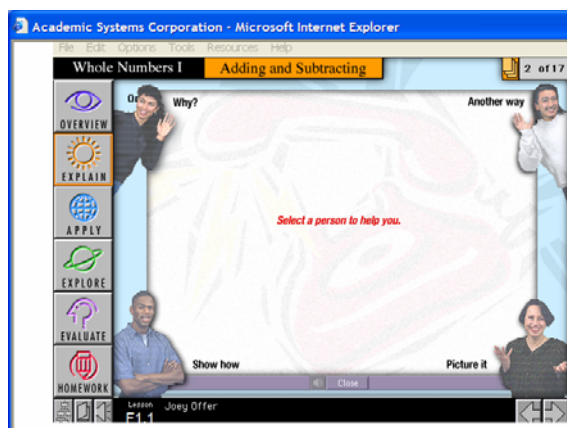 Academic Systems Corporation - Microsoft Internet Explorer
File Edit Options Tools Resources Help
Whole Numbers I Adding and Subtracting 2 of 17
Why? Another way
OVERVIEW
EXPLAIN
Select a person to help you.
APPLY
EXPLORE
EVALUATE
Show how Picture it
Close
HOMEWORK
Lesson Joey Offer
F1.1